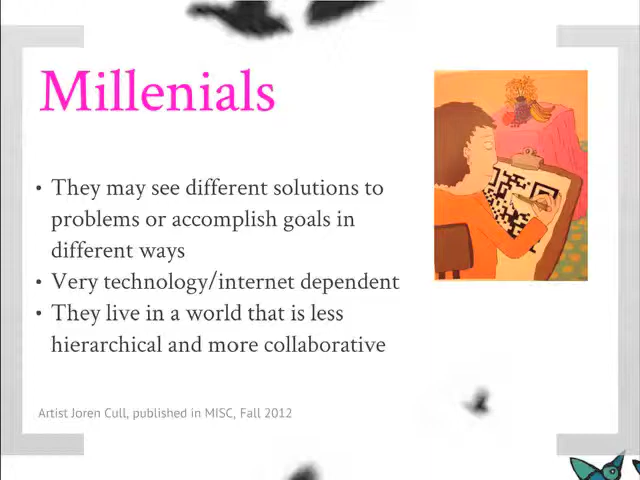 Millenials
• They may see different solutions to
problems or accomplish goals in
different ways
• Very technology/internet dependent
• They live in a world that is less
hierarchical and more collaborative
Artist Joren Cull, published in MISC, Fall 2012